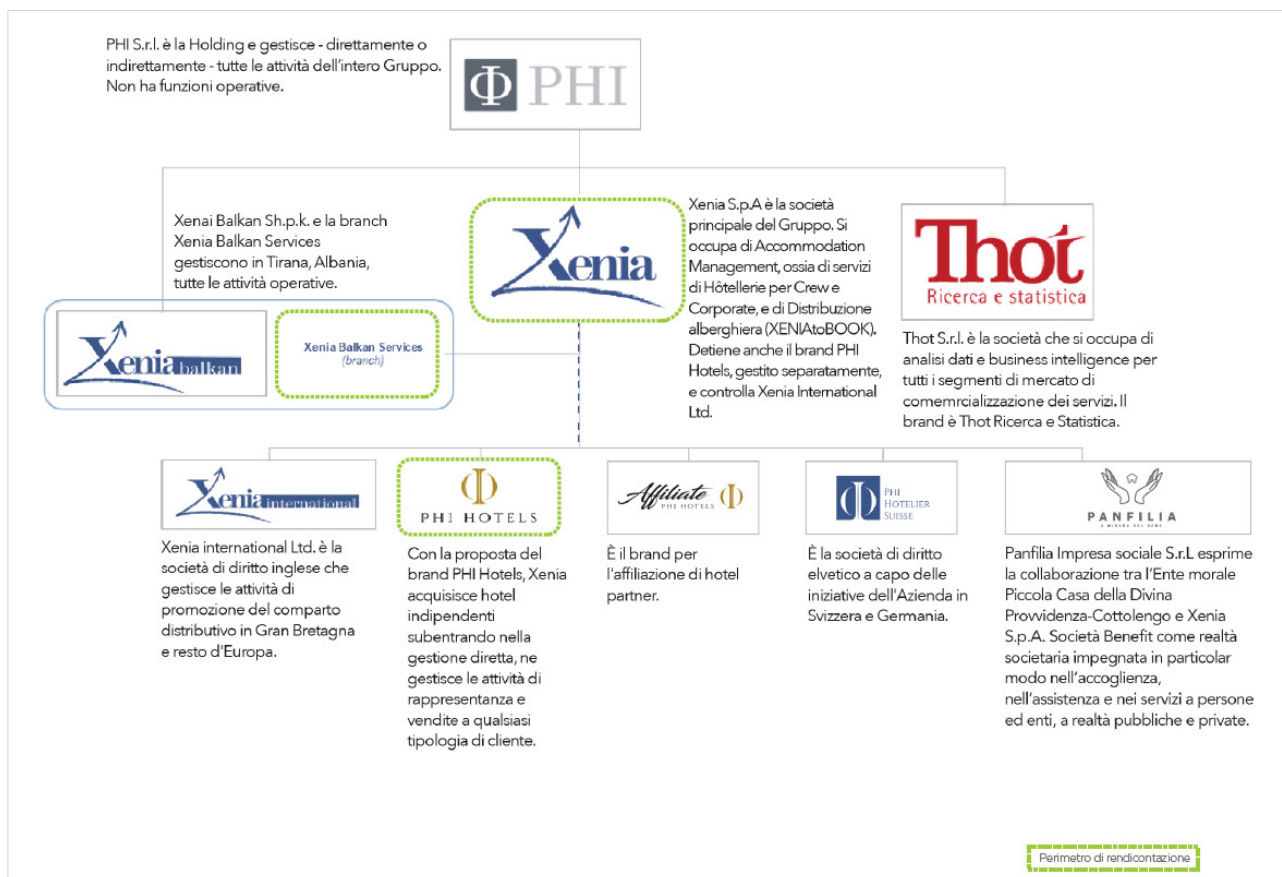 PHI S.r.l. è la Holding e gestisce - direttamente o
indirettamente - tutte le attività dell'intero Gruppo.
Non ha funzioni operative.
Φ PHI
Xenai Balkan Sh.p.k. e la branch
Xenia Balkan Services
gestiscono in Tirana, Albania,
tutte le attività operative.
Xenia balkan
Xenia Balkan Services
(branch)
Xenia
Xenia S.p.A è la società
principale del Gruppo. Si
occupa di Accommodation
Management, ossia di servizi
di Hôtellerie per Crew e
Corporate, e di Distribuzione
alberghiera (XENIAtoBOOK).
Detiene anche il brand PHI
Hotels, gestito separatamente,
e controlla Xenia International
Ltd.
Thot
Ricerca e statistica
Thot S.r.l. è la società che si occupa di
analisi dati e business intelligence per
tutti i segmenti di mercato di
comemrcializzazione dei servizi. Il
brand è Thot Ricerca e Statistica.
Xenia international
Xenia international Ltd. è la
società di diritto inglese che
gestisce le attività di
promozione del comparto
distributivo in Gran Bretagna
e resto d'Europa.
PHI HOTELS
Con la proposta del
brand PHI Hotels, Xenia
acquisisce hotel
indipendenti
subentrando nella
gestione diretta, ne
gestisce le attività di
rappresentanza e
vendite a qualsiasi
tipologia di cliente.
Affiliate
PHI HOTELS
È il brand per
l'affiliazione di hotel
partner.
PHI
HOTELIER
SUISSE
È la società di diritto
elvetico a capo delle
iniziative dell'Azienda in
Svizzera e Germania.
PANFILIA
A MISURA DEL BENE
Panfilia Impresa sociale S.r.L esprime
la collaborazione tra l'Ente morale
Piccola Casa della Divina
Provvidenza-Cottolengo e Xenia
S.p.A. Società Benefit come realtà
societaria impegnata in particolar
modo nell'accoglienza,
nell'assistenza e nei servizi a persone
ed enti, a realtà pubbliche e private.
Perimetro di rendicontazione